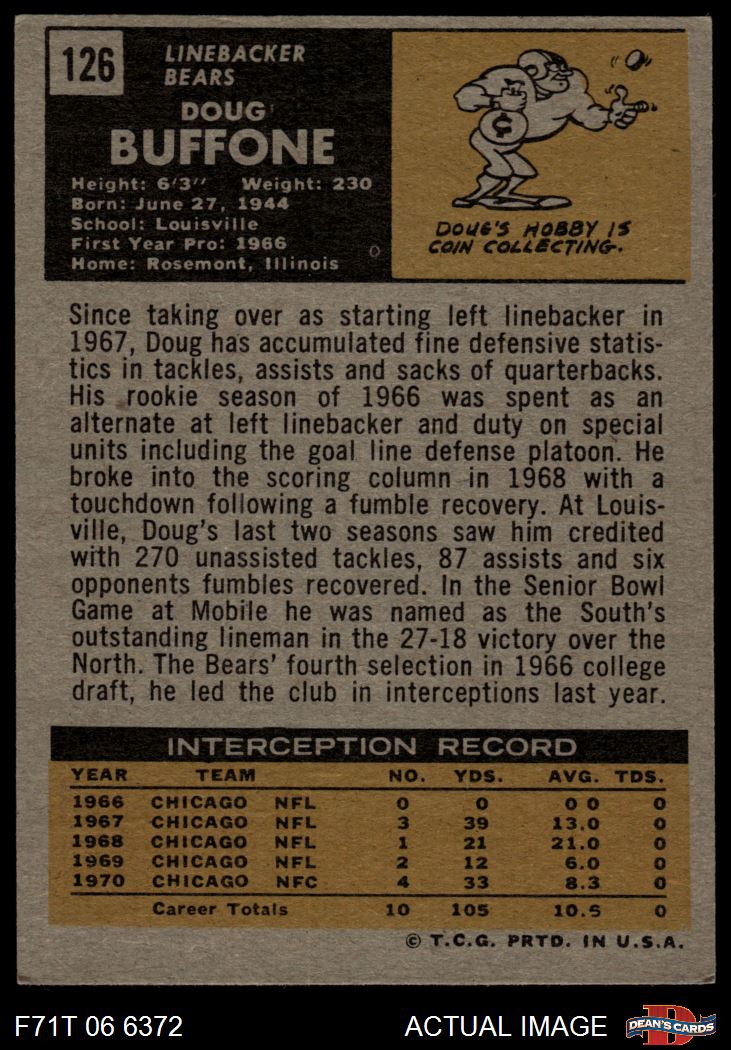 126
LINEBACKER
BEARS
DOUG
BUFFONE
Height: 6'3" Weight: 230
Born: June 27, 1944
School: Louisville
First Year Pro: 1966
Home: Rosemont, Illinois
¢
DOUG'S HOBBY IS
COIN COLLECTING.
Since taking over as starting left linebacker in
1967, Doug has accumulated fine defensive statis-
tics in tackles, assists and sacks of quarterbacks.
His rookie season of 1966 was spent as an
alternate at left linebacker and duty on special
units including the goal line defense platoon. He
broke into the scoring column in 1968 with a
touchdown following a fumble recovery. At Louis-
ville, Doug's last two seasons saw him credited
with 270 unassisted tackles, 87 assists and six
opponents fumbles recovered. In the Senior Bowl
Game at Mobile he was named as the South's
outstanding lineman in the 27-18 victory over the
North. The Bears' fourth selection in 1966 college
draft, he led the club in interceptions last year.
INTERCEPTION RECORD
YEAR TEAM NO. YDS. AVG. TDS.
1966 CHICAGO NFL 0 0 0 0 0
1967 CHICAGO NFL 3 39 13.0 0
1968 CHICAGO NFL 1 21 21.0 0
1969 CHICAGO NFL 2 12 6.0 0
1970 CHICAGO NFC 4 33 8.3 0
Career Totals 10 105 10.5 0
© T.C.G. PRTD. IN U.S.A.
F71T 06 6372 ACTUAL IMAGE
DEAN'S CARDS